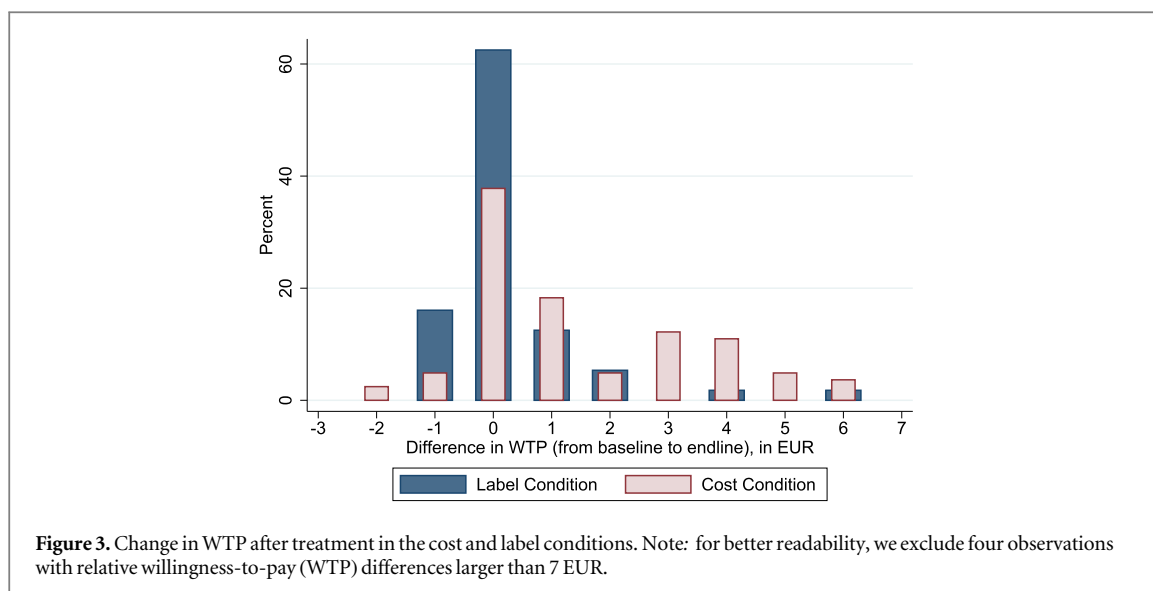 60
40
20
0
Percent
-3 -2 -1 0 1 2 3 4 5 6 7
Difference in WTP (from baseline to endline), in EUR
Label Condition Cost Condition
Figure 3. Change in WTP after treatment in the cost and label conditions. Note: for better readability, we exclude four observations
with relative willingness-to-pay (WTP) differences larger than 7 EUR.